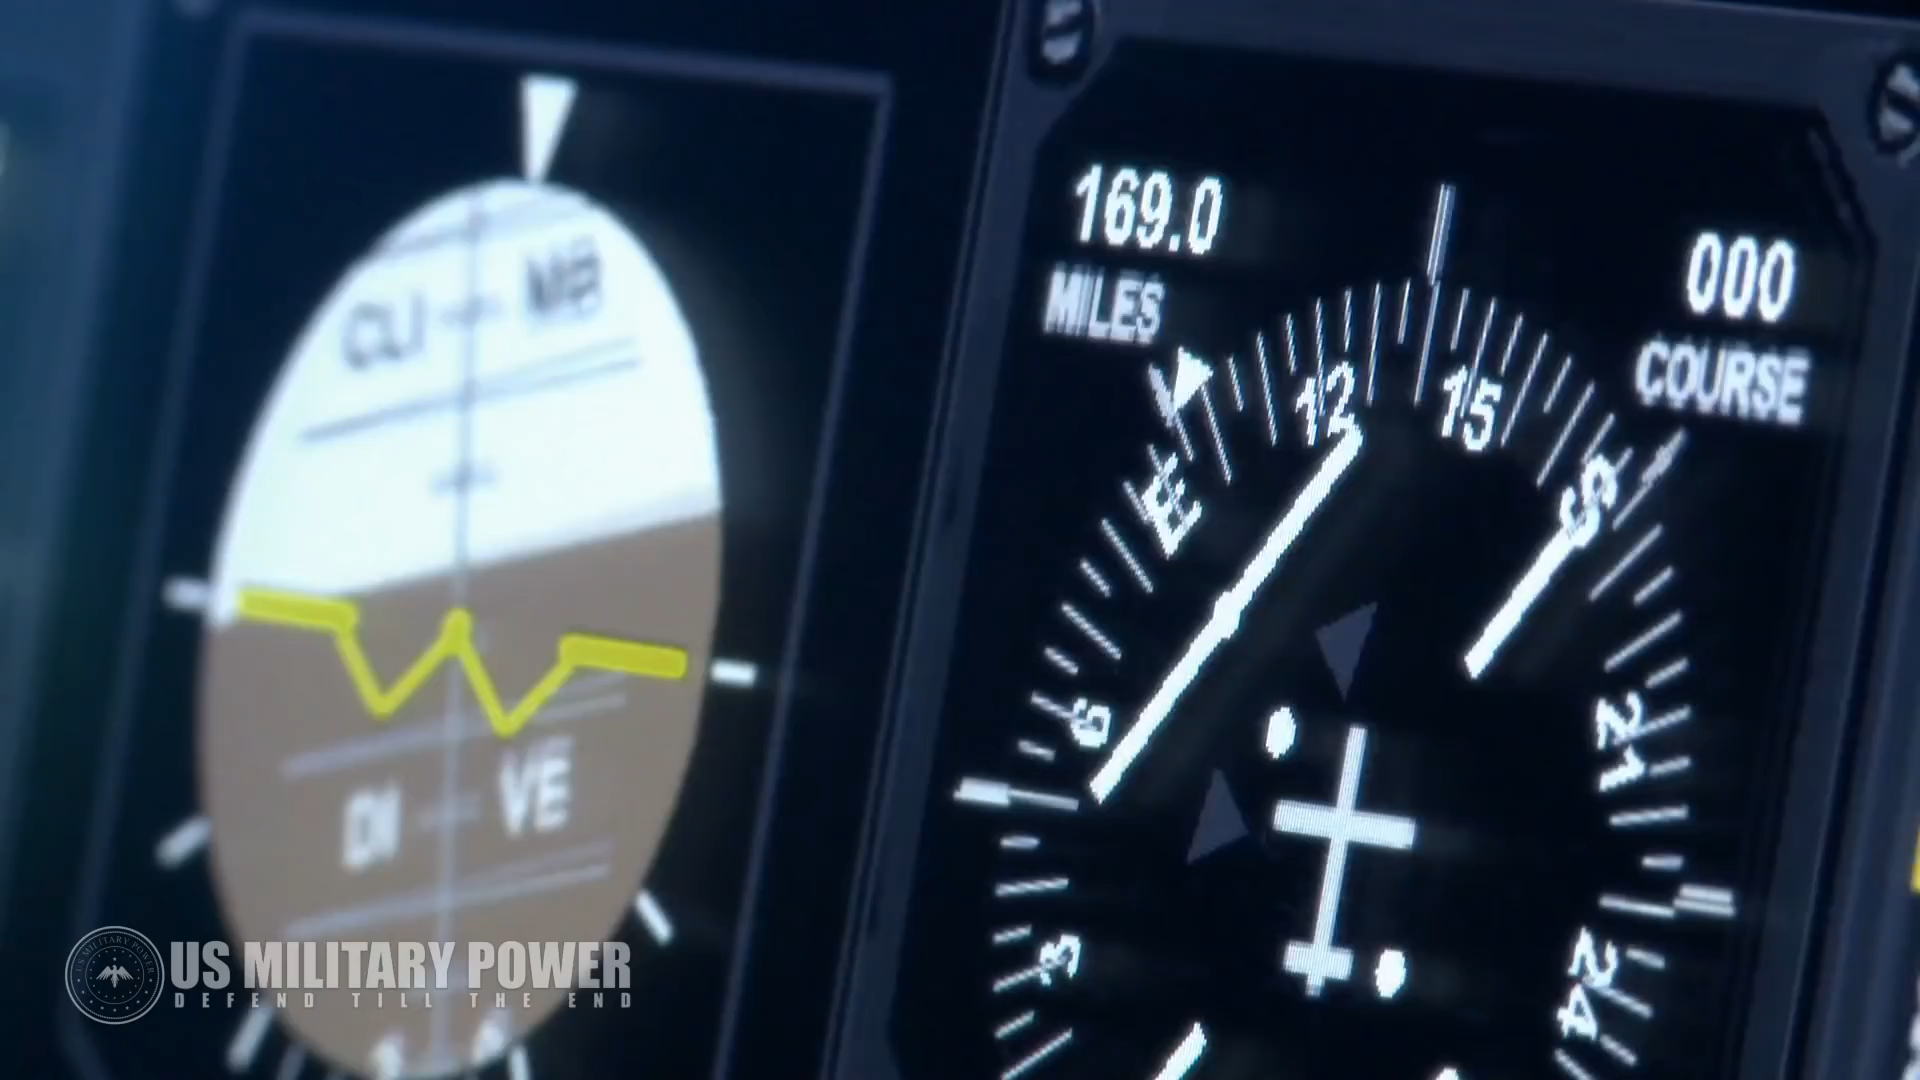 CLI MB
DI VE
169.0
MILES
000
COURSE
12
15
E
S
6
21
3
24
US MILITARY POWER
DEFEND TILL THE END